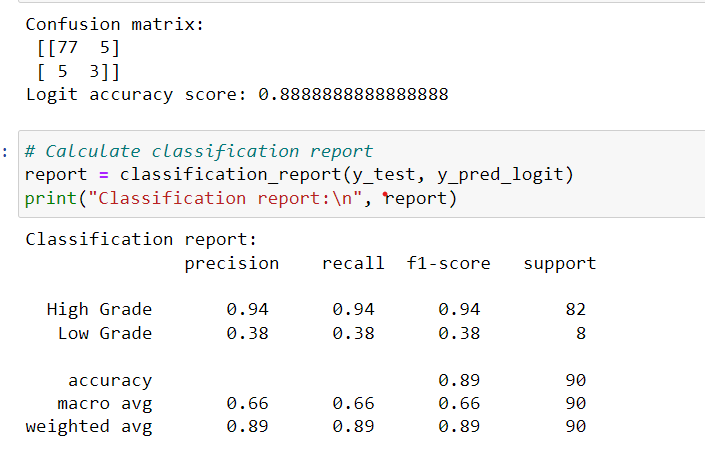 Confusion matrix:
[[77 5]
[ 5 3]]
Logit accuracy score: 0.8888888888888888
:
# Calculate classification report
report = classification_report(y_test, y_pred_logit)
print("Classification report:\n", report)
Classification report:
precision recall f1-score support
High Grade 0.94 0.94 0.94 82
Low Grade 0.38 0.38 0.38 8
accuracy 0.89 90
macro avg 0.66 0.66 0.66 90
weighted avg 0.89 0.89 0.89 90